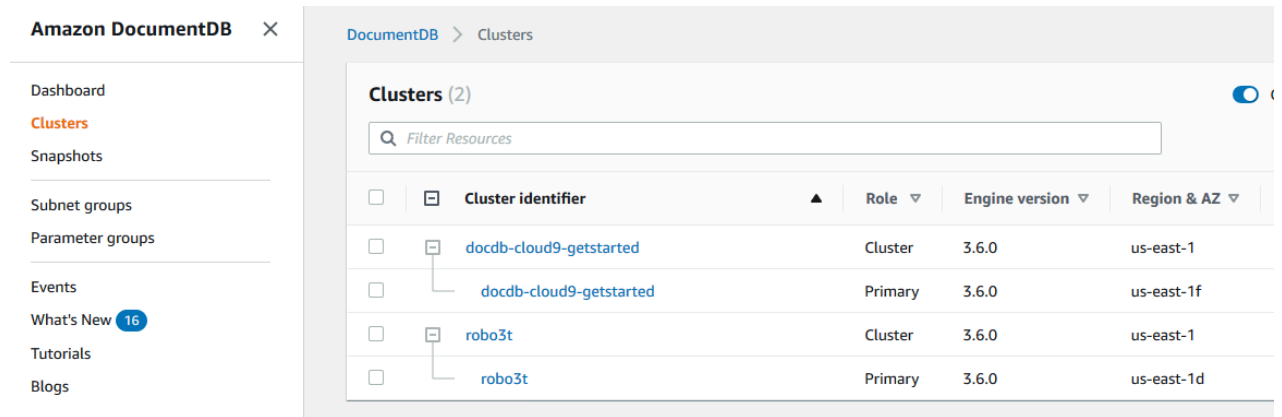 Amazon DocumentDB
DocumentDB > Clusters
Dashboard
Clusters
Snapshots
Subnet groups
Parameter groups
Events
What's New 16
Tutorials
Blogs
Clusters (2)
Filter Resources
Cluster identifier Role Engine version Region & AZ
docdb-cloud9-getstarted Cluster 3.6.0 us-east-1
docdb-cloud9-getstarted Primary 3.6.0 us-east-1f
robo3t Cluster 3.6.0 us-east-1
robo3t Primary 3.6.0 us-east-1d